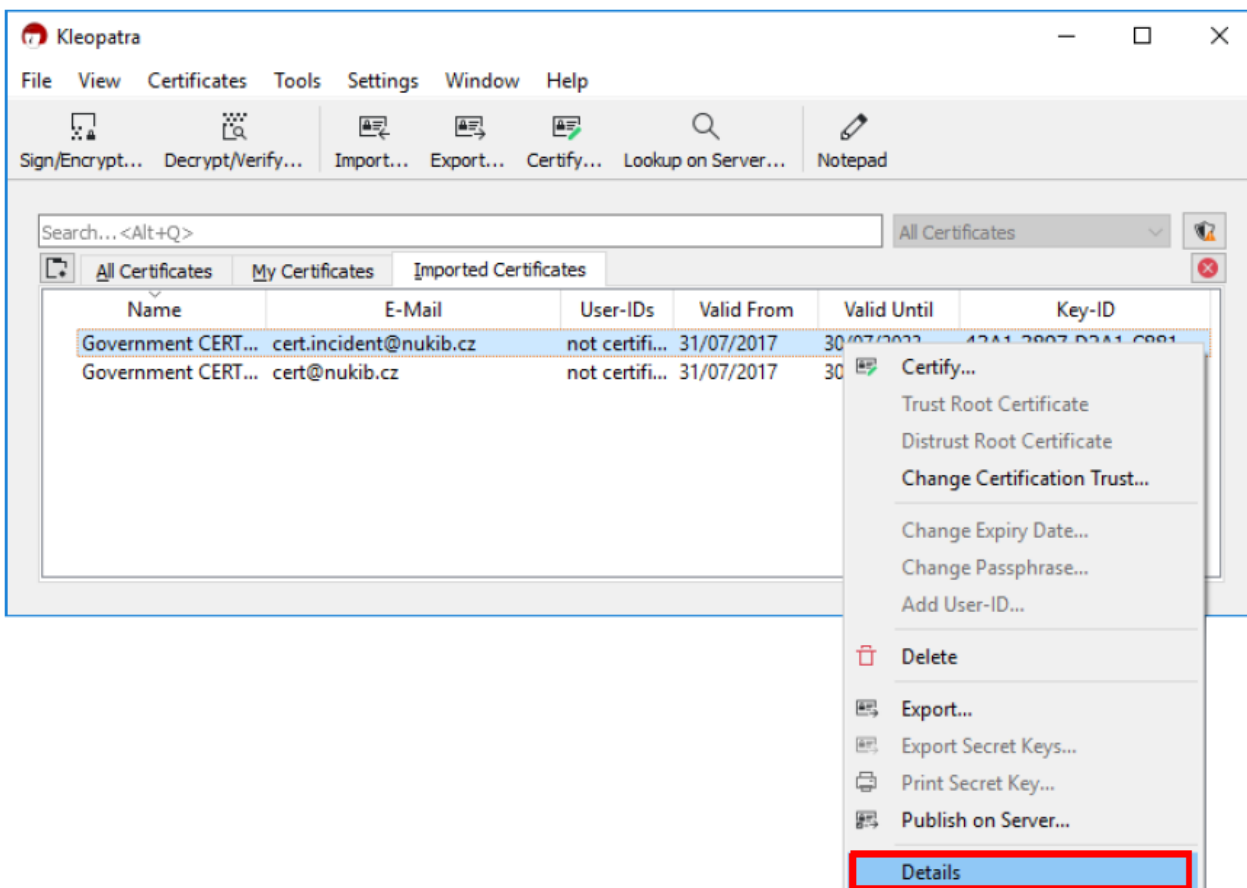 Kleopatra
File View Certificates Tools Settings Window Help
Sign/Encrypt... Decrypt/Verify... Import... Export... Certify... Lookup on Server... Notepad
Search...<Alt+Q> All Certificates
All Certificates My Certificates Imported Certificates
Name E-Mail User-IDs Valid From Valid Until Key-ID
Government CERT... cert.incident@nukib.cz not certifi... 31/07/2017
Government CERT... cert@nukib.cz not certifi... 31/07/2017 30
Certify...
Trust Root Certificate
Distrust Root Certificate
Change Certification Trust...
Change Expiry Date...
Change Passphrase...
Add User-ID...
Delete
Export...
Export Secret Keys...
Print Secret Key...
Publish on Server...
Details